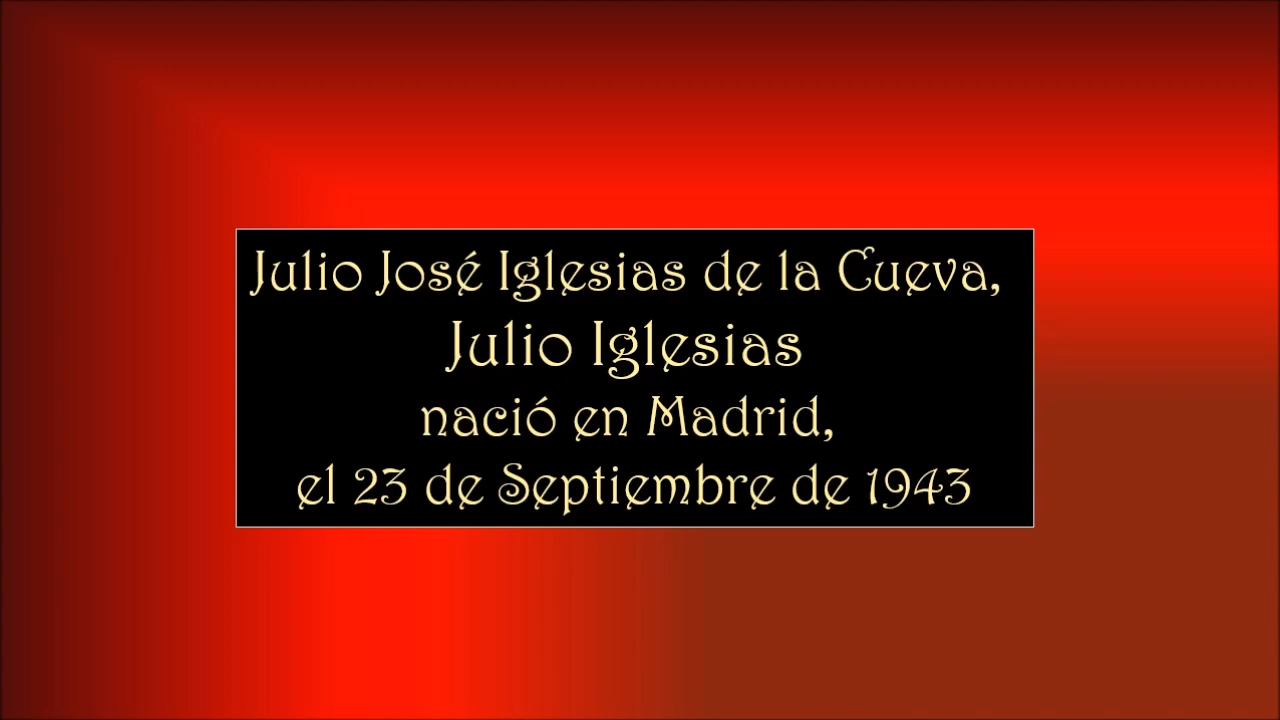 Julio José Iglesias de la Cueva,
Julio Iglesias
nació en Madrid,
el 23 de Septiembre de 1943